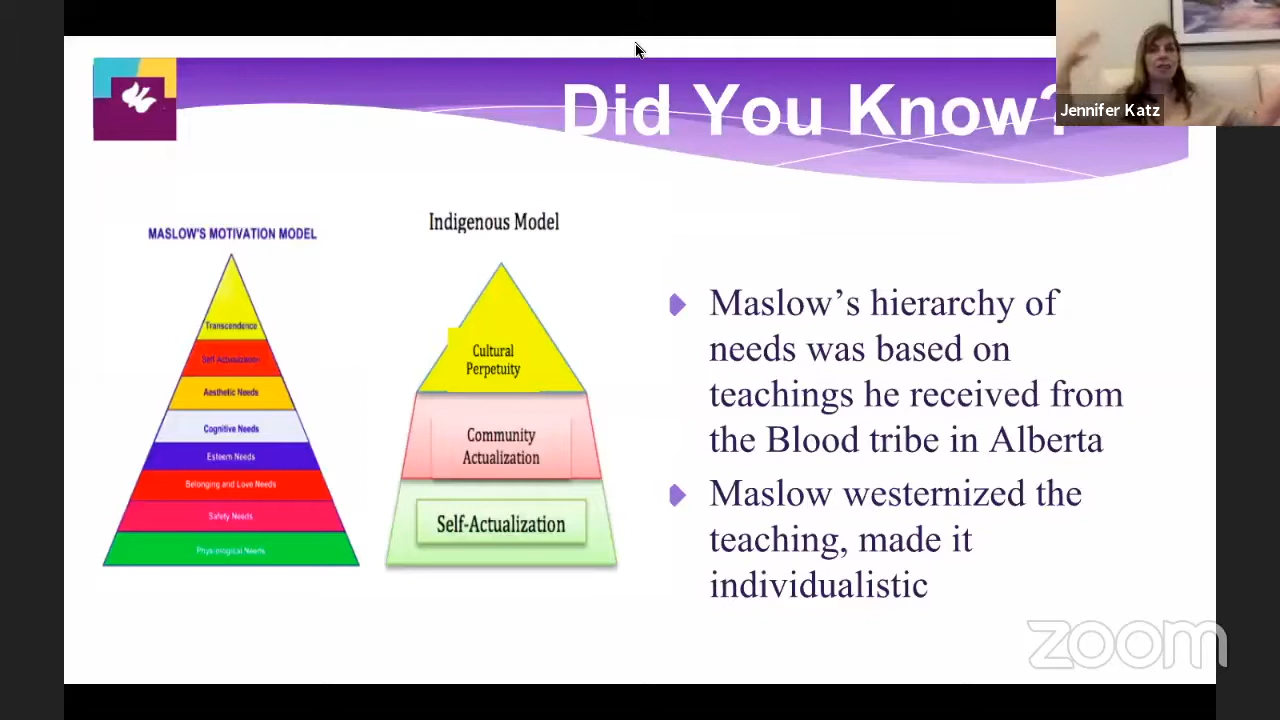 Did You Know?
Jennifer Katz
MASLOW'S MOTIVATION MODEL
Transcendence
Self-Actualization
Aesthetic Needs
Cognitive Needs
Esteem Needs
Belonging and Love Needs
Safety Needs
Physiological Needs
Indigenous Model
Cultural
Perpetuity
Community
Actualization
Self-Actualization
Maslow’s hierarchy of
needs was based on
teachings he received from
the Blood tribe in Alberta
Maslow westernized the
teaching, made it
individualistic
zoom